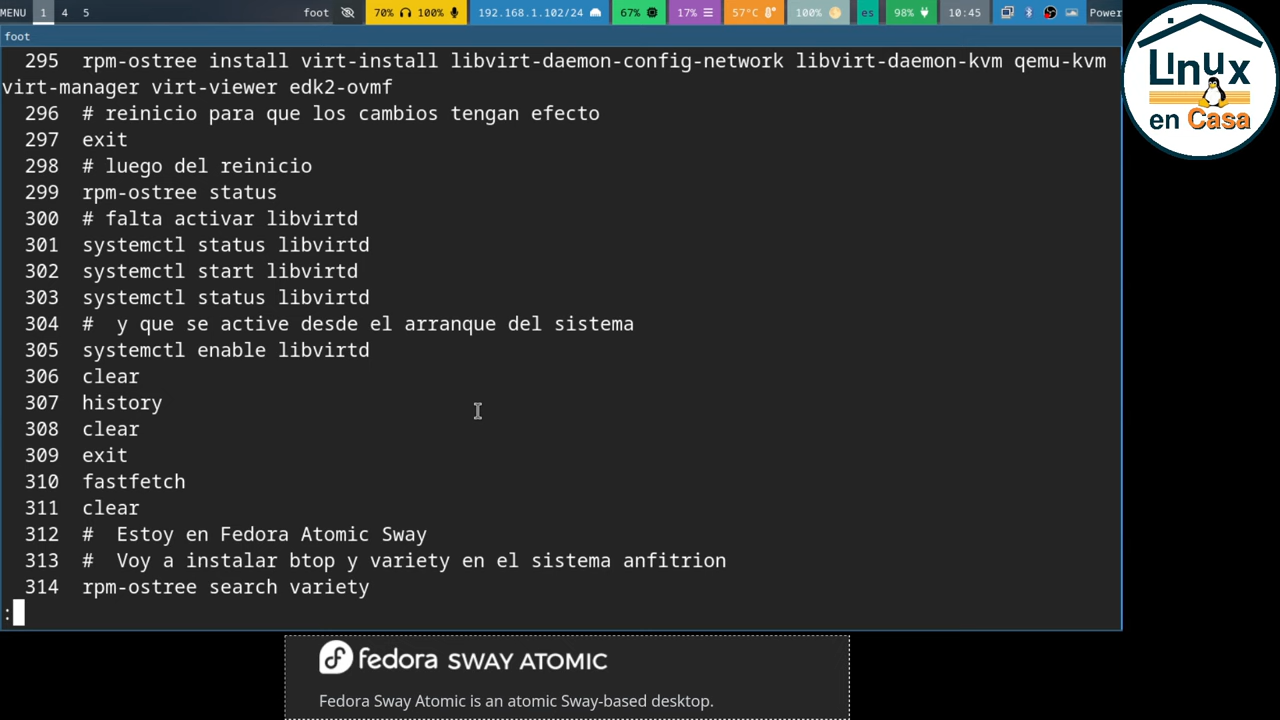 MENU 1 4 5 foot 70% 100% 192.168.1.102/24 67% 17% 57°C 100% es 98% 10:45 Power
foot
295 rpm-ostree install virt-install libvirt-daemon-config-network libvirt-daemon-kvm qemu-kvm
virt-manager virt-viewer edk2-ovmf
296 # reinicio para que los cambios tengan efecto
297 exit
298 # luego del reinicio
299 rpm-ostree status
300 # falta activar libvirtd
301 systemctl status libvirtd
302 systemctl start libvirtd
303 systemctl status libvirtd
304 #  y que se active desde el arranque del sistema
305 systemctl enable libvirtd
306 clear
307 history
308 clear
309 exit
310 fastfetch
311 clear
312 #  Estoy en Fedora Atomic Sway
313 #  Voy a instalar btop y variety en el sistema anfitrion
314 rpm-ostree search variety
:
Linux
en Casa
fedora SWAY ATOMIC
Fedora Sway Atomic is an atomic Sway-based desktop.